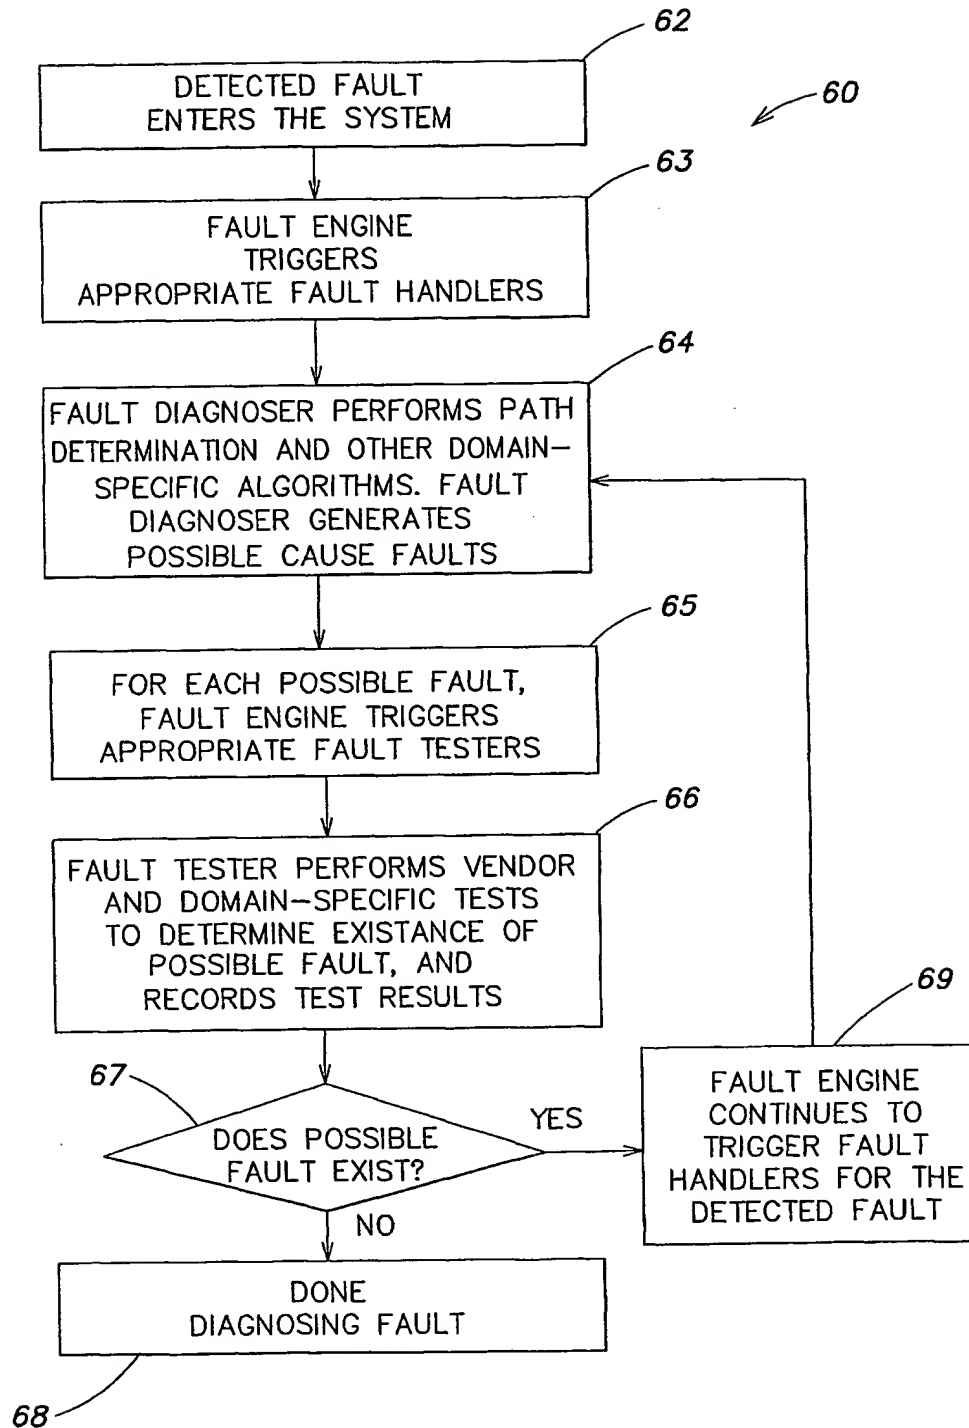 62
DETECTED FAULT
ENTERS THE SYSTEM
60
63
FAULT ENGINE
TRIGGERS
APPROPRIATE FAULT HANDLERS
64
FAULT DIAGNOSER PERFORMS PATH
DETERMINATION AND OTHER DOMAIN–
SPECIFIC ALGORITHMS. FAULT
DIAGNOSER GENERATES
POSSIBLE CAUSE FAULTS
65
FOR EACH POSSIBLE FAULT,
FAULT ENGINE TRIGGERS
APPROPRIATE FAULT TESTERS
66
FAULT TESTER PERFORMS VENDOR
AND DOMAIN–SPECIFIC TESTS
TO DETERMINE EXISTANCE OF
POSSIBLE FAULT, AND
RECORDS TEST RESULTS
67
DOES POSSIBLE
FAULT EXIST?
YES
NO
69
FAULT ENGINE
CONTINUES TO
TRIGGER FAULT
HANDLERS FOR THE
DETECTED FAULT
DONE
DIAGNOSING FAULT
68